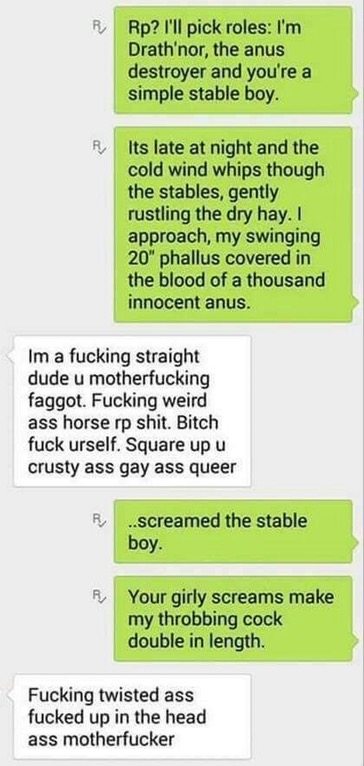 Rp? I'll pick roles: I'm
Drath'nor, the anus
destroyer and you're a
simple stable boy.
Its late at night and the
cold wind whips though
the stables, gently
rustling the dry hay. I
approach, my swinging
20" phallus covered in
the blood of a thousand
innocent anus.
Im a fucking straight
dude u motherfucking
faggot. Fucking weird
ass horse rp shit. Bitch
fuck urself. Square up u
crusty ass gay ass queer
..screamed the stable
boy.
Your girly screams make
my throbbing cock
double in length.
Fucking twisted ass
fucked up in the head
ass motherfucker